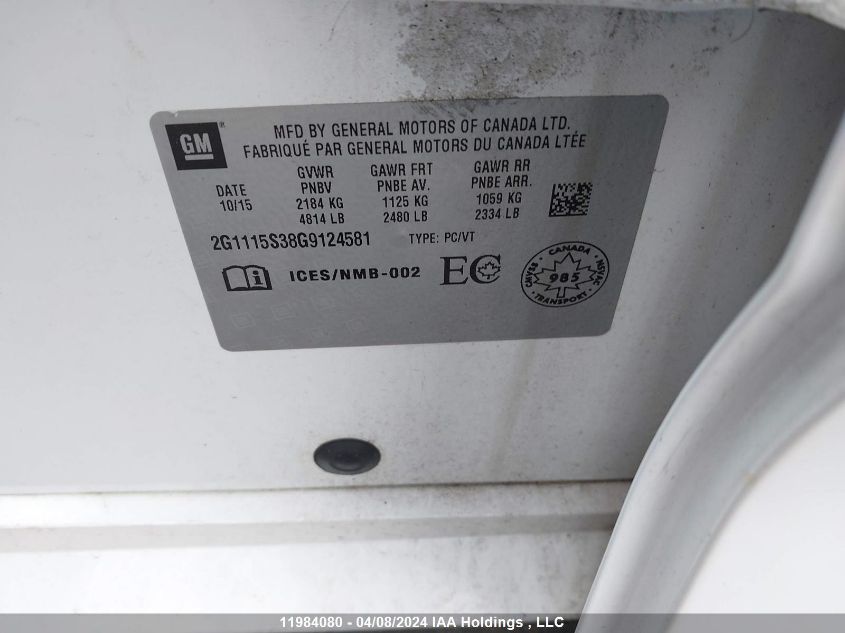 GM
MFD BY GENERAL MOTORS OF CANADA LTD.
FABRIQUÉ PAR GENERAL MOTORS DU CANADA LTÉE
DATE 10/15
GVWR PNBV 2184 KG 4814 LB
GAWR FRT PNBE AV. 1125 KG 2480 LB
GAWR RR PNBE ARR. 1059 KG 2334 LB
2G1115S38G9124581 TYPE: PC/VT
ICES/NMB-002 EC
CANADA
CMVSS NSVAC
985
TRANSPORT
11984080 - 04/08/2024 IAA Holdings , LLC